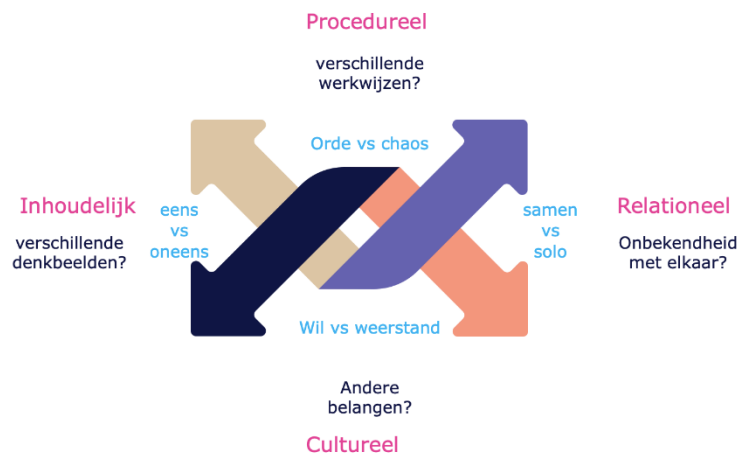 Procedureel
verschillende
werkwijzen?
Orde vs chaos
Inhoudelijk
verschillende
denkbeelden?
eens
vs
oneens
samen
vs
solo
Relationeel
Onbekendheid
met elkaar?
Wil vs weerstand
Andere
belangen?
Cultureel